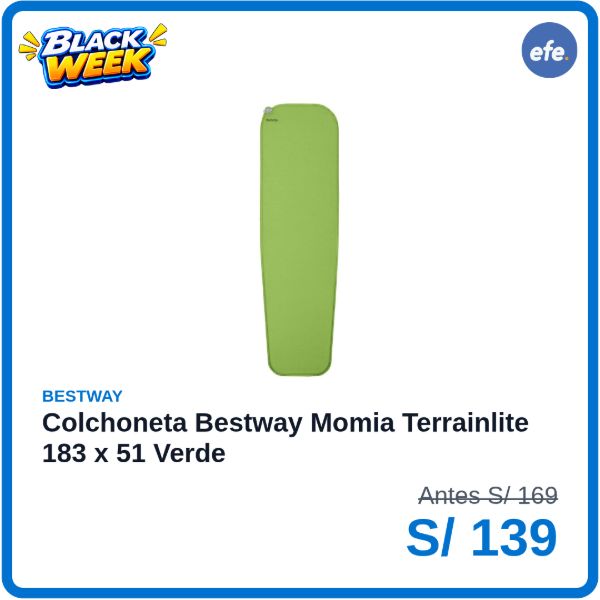 BLACK
WEEK
efe.
BESTWAY
Colchoneta Bestway Momia Terrainlite
183 x 51 Verde
Antes S/ 169
S/ 139